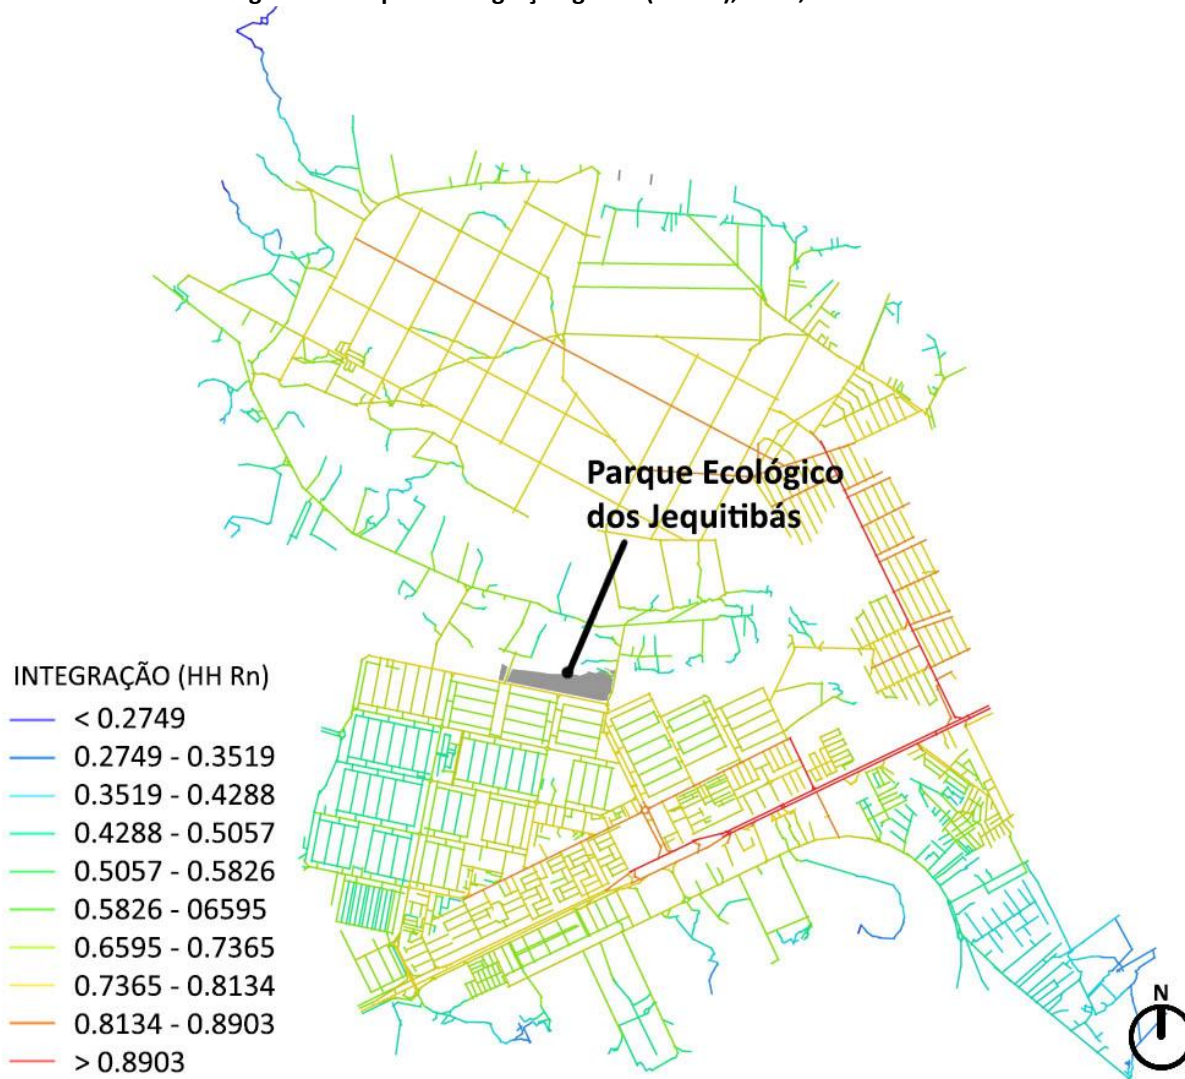 Parque Ecológico
dos Jequitibás
INTEGRAÇÃO (HH Rn)
< 0.2749
0.2749 - 0.3519
0.3519 - 0.4288
0.4288 - 0.5057
0.5057 - 0.5826
0.5826 - 06595
0.6595 - 0.7365
0.7365 - 0.8134
0.8134 - 0.8903
> 0.8903
N